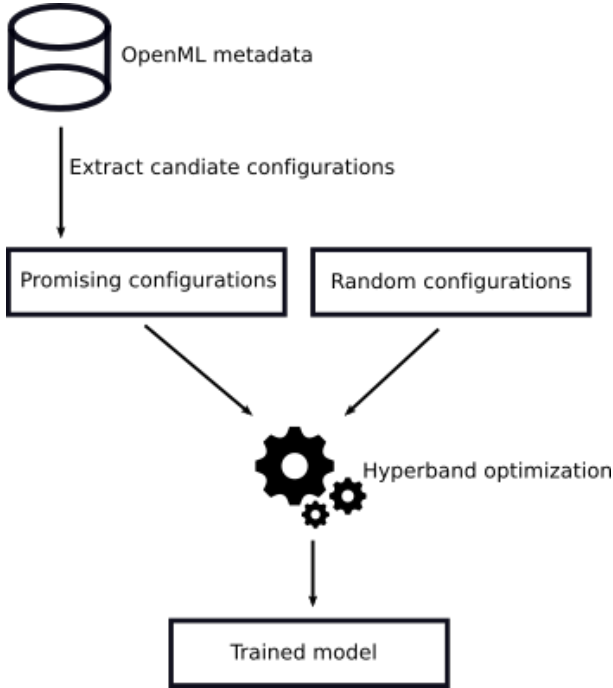 OpenML metadata
Extract candiate configurations
Promising configurations
Random configurations
Hyperband optimization
Trained model